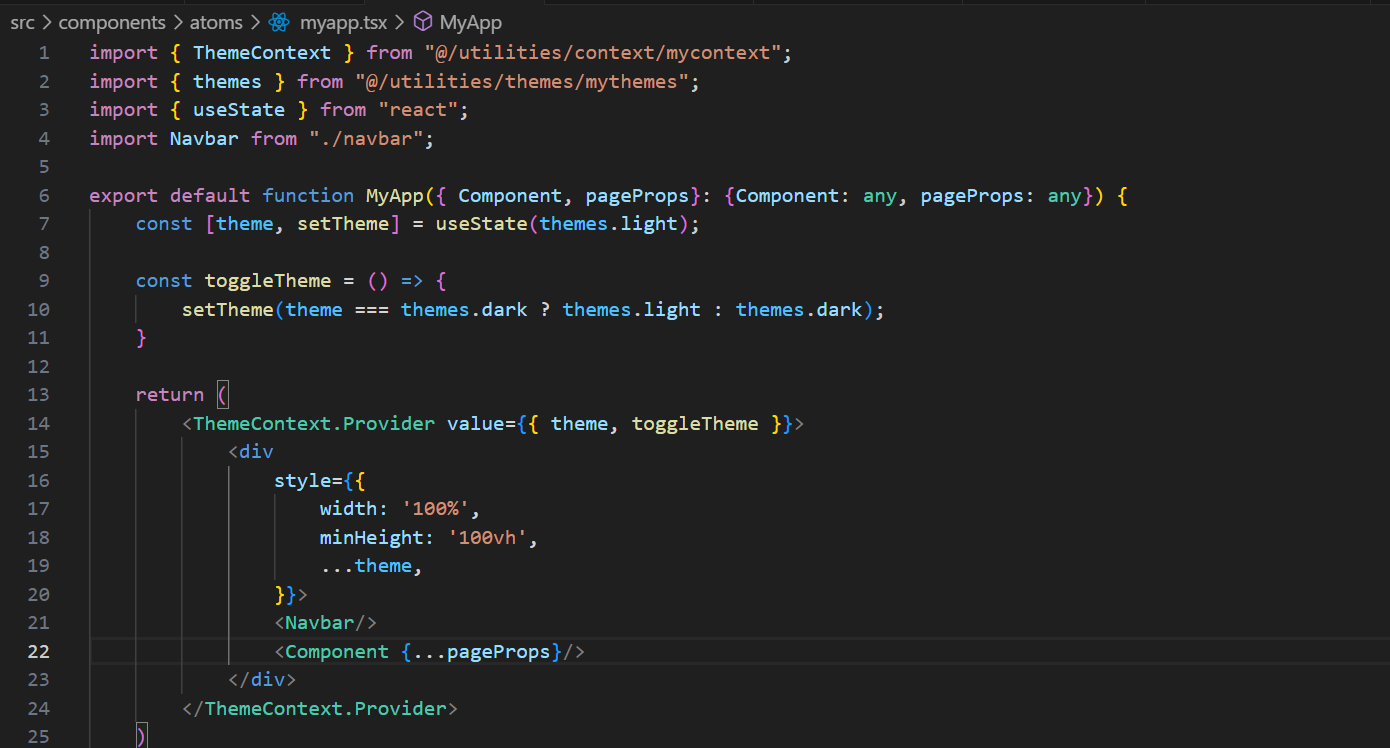 src > components > atoms > myapp.tsx > MyApp
1 import { ThemeContext } from "@/utilities/context/mycontext";
2 import { themes } from "@/utilities/themes/mythemes";
3 import { useState } from "react";
4 import Navbar from "./navbar";
5
6 export default function MyApp({ Component, pageProps}: {Component: any, pageProps: any}) {
7     const [theme, setTheme] = useState(themes.light);
8
9     const toggleTheme = () => {
10         setTheme(theme === themes.dark ? themes.light : themes.dark);
11     }
12
13     return (
14         <ThemeContext.Provider value={{ theme, toggleTheme }}>
15             <div
16                 style={{
17                     width: '100%',
18                     minHeight: '100vh',
19                     ...theme,
20                 }}>
21                 <Navbar/>
22                 <Component {...pageProps}/>
23             </div>
24         </ThemeContext.Provider>
25     )